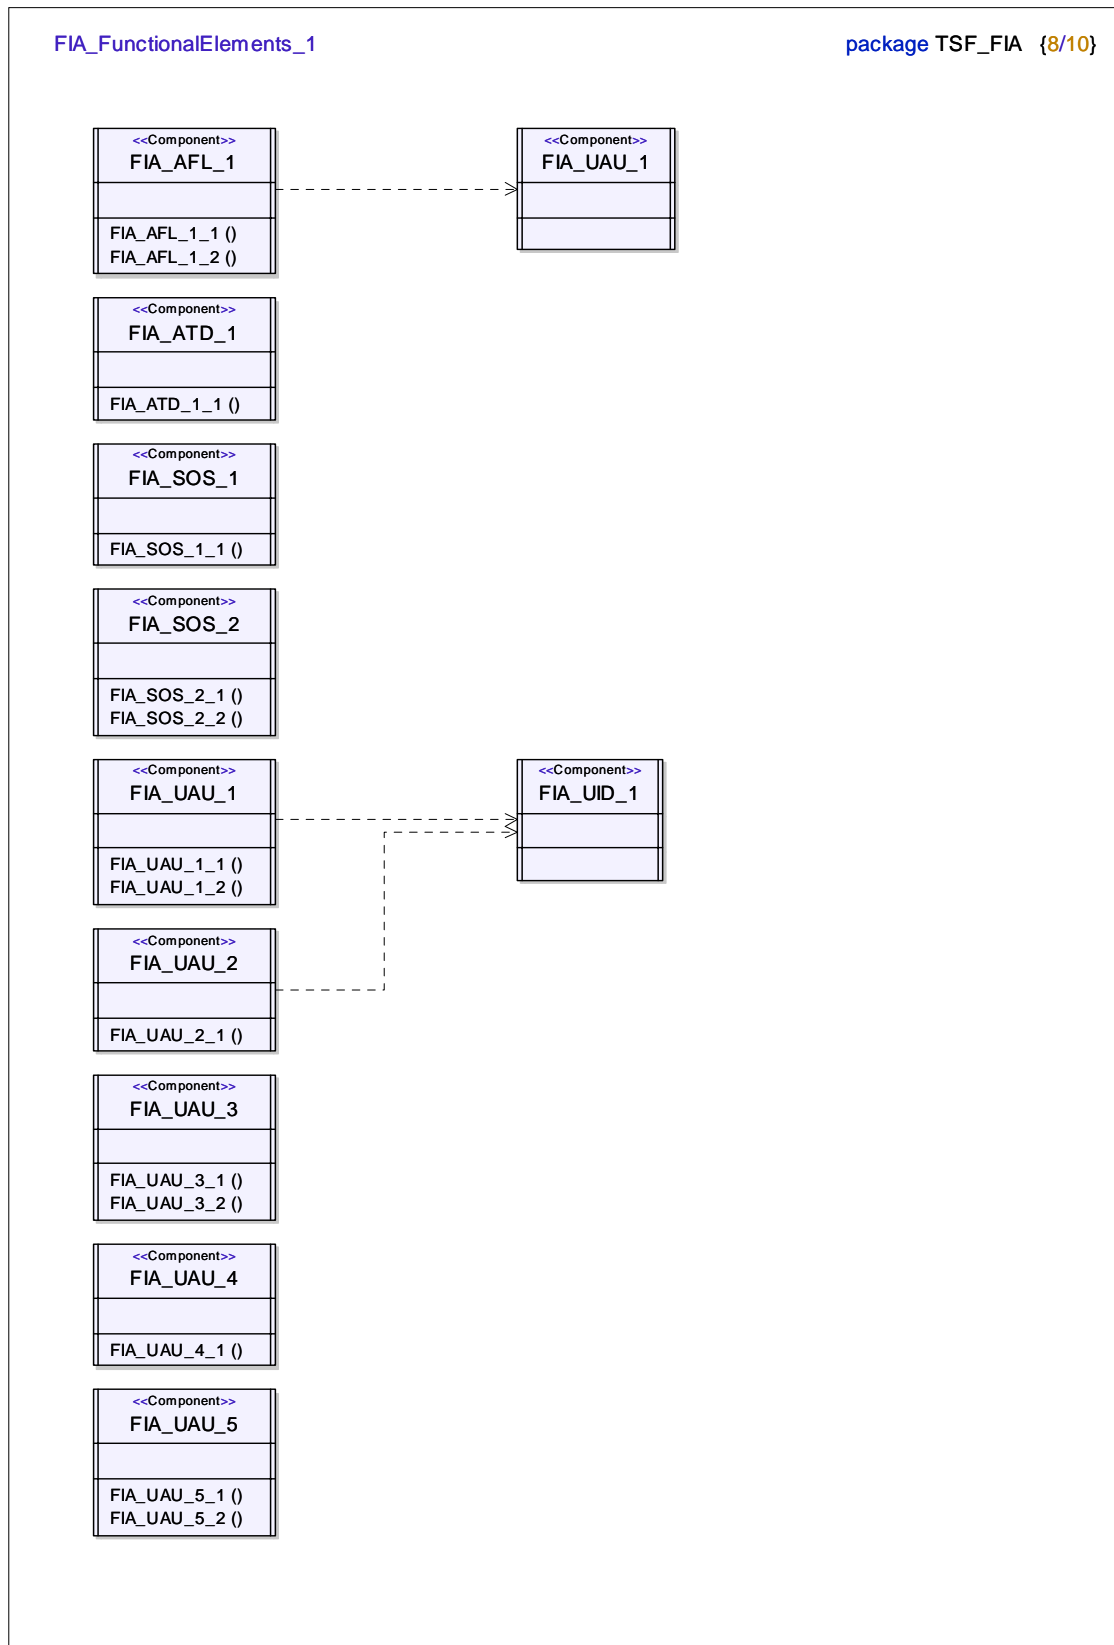 FIA_FunctionalElements_1
package TSF_FIA {8/10}
<<Component>>
FIA_AFL_1
FIA_AFL_1_1 ()
FIA_AFL_1_2 ()
<<Component>>
FIA_UAU_1
<<Component>>
FIA_ATD_1
FIA_ATD_1_1 ()
<<Component>>
FIA_SOS_1
FIA_SOS_1_1 ()
<<Component>>
FIA_SOS_2
FIA_SOS_2_1 ()
FIA_SOS_2_2 ()
<<Component>>
FIA_UAU_1
FIA_UAU_1_1 ()
FIA_UAU_1_2 ()
<<Component>>
FIA_UID_1
<<Component>>
FIA_UAU_2
FIA_UAU_2_1 ()
<<Component>>
FIA_UAU_3
FIA_UAU_3_1 ()
FIA_UAU_3_2 ()
<<Component>>
FIA_UAU_4
FIA_UAU_4_1 ()
<<Component>>
FIA_UAU_5
FIA_UAU_5_1 ()
FIA_UAU_5_2 ()